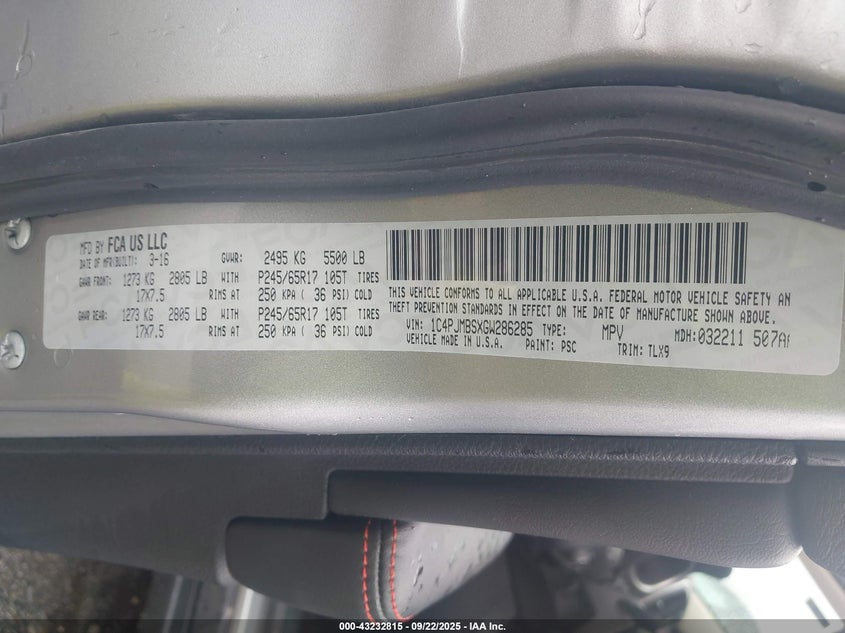 MFD BY FCA US LLC
DATE OF MFR(BUILT): 3-16 GVWR: 2495 KG 5500 LB
GAWR FRONT: 1273 KG 2805 LB WITH P245/65R17 105T TIRES
17X7.5 RIMS AT 250 KPA ( 36 PSI) COLD
GAWR REAR: 1273 KG 2805 LB WITH P245/65R17 105T TIRES
17X7.5 RIMS AT 250 KPA ( 36 PSI) COLD
THIS VEHICLE CONFORMS TO ALL APPLICABLE U.S.A. FEDERAL MOTOR VEHICLE SAFETY AN
THEFT PREVENTION STANDARDS IN EFFECT ON THE DATE OF MANUFACTURE SHOWN ABOVE.
VIN: 1C4PJMBSXGW286285 TYPE: MPV MDH: 032211 507A
VEHICLE MADE IN U.S.A. PAINT: PSC TRIM: TLX9
000-43232815 - 09/22/2025 - IAA Inc.